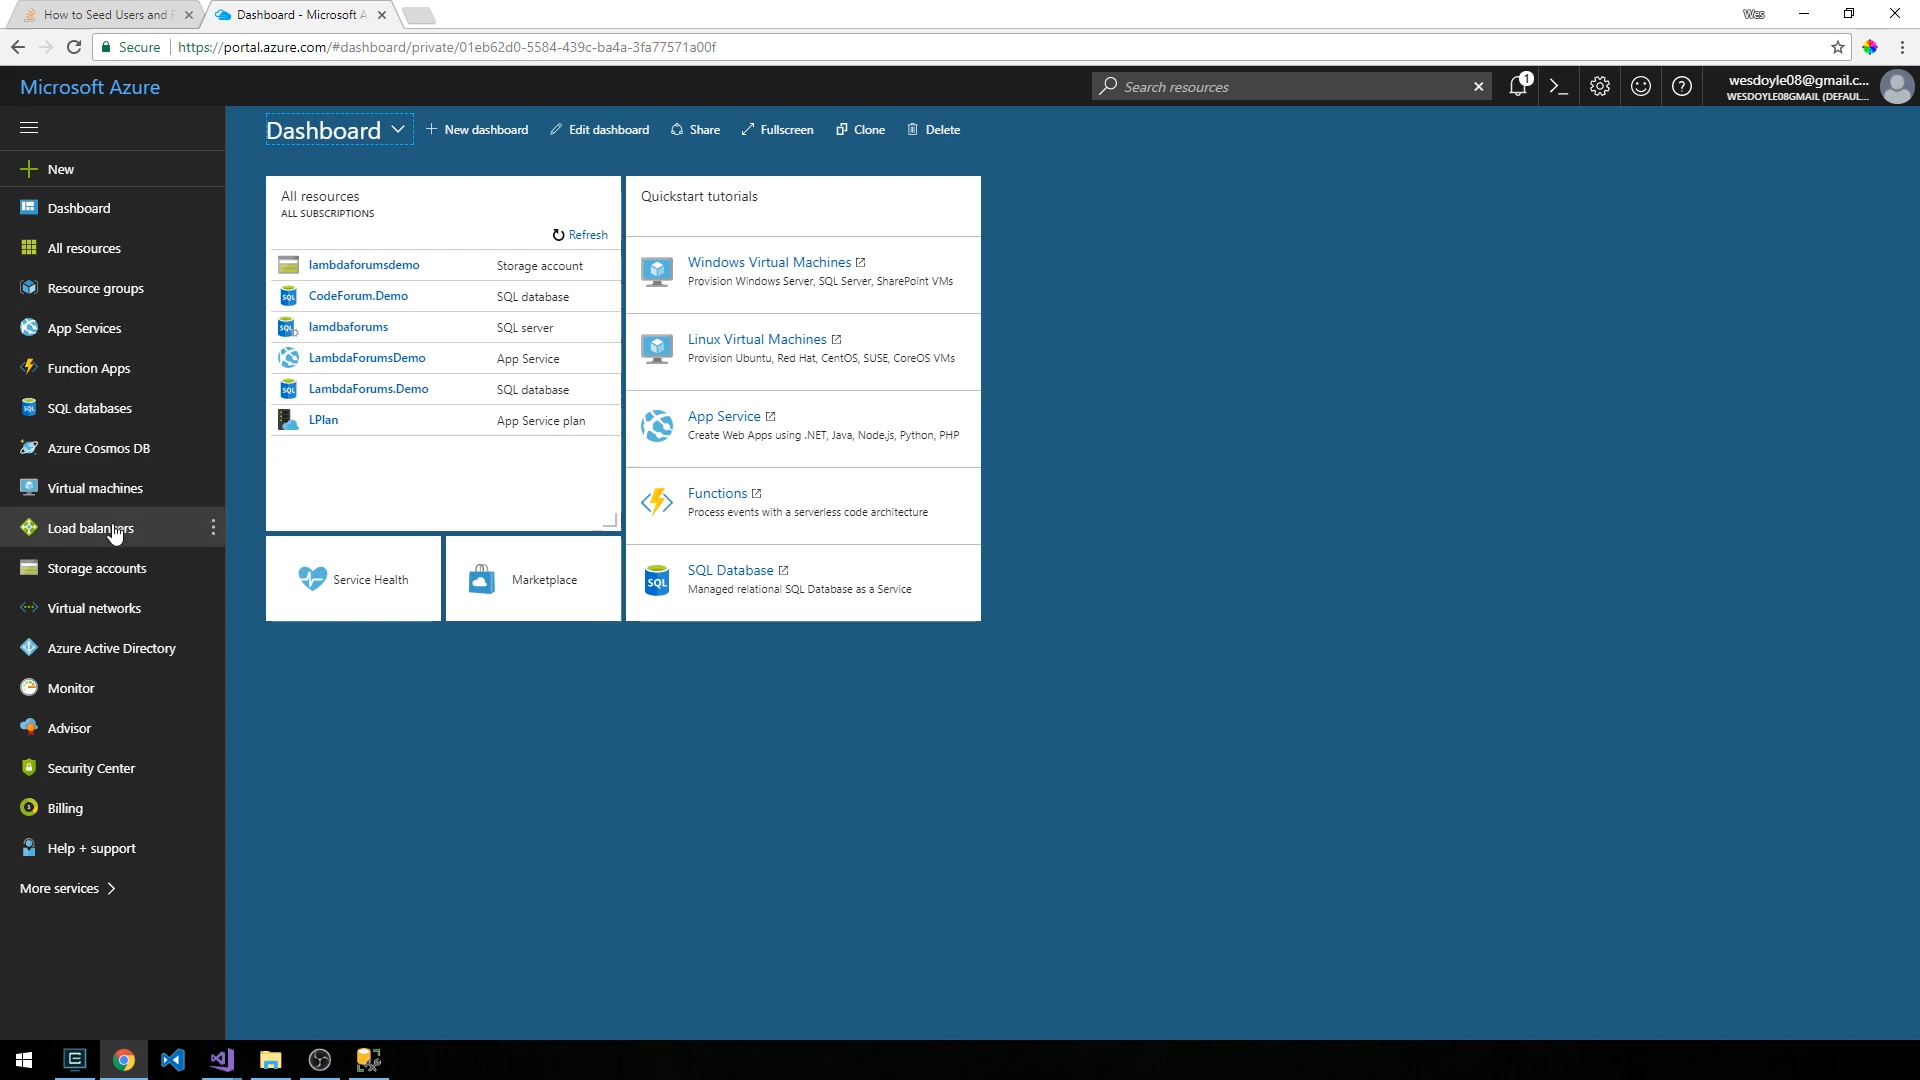 How to Seed Users and
Dashboard - Microsoft A
Wes
Secure
https://portal.azure.com/#dashboard/private/01eb62d0-5584-439c-ba4a-3fa77571a00f
Microsoft Azure
Search resources
1
wesdoyle08@gmail.c...
WESDOYLE08GMAIL (DEFAUL...
New
Dashboard
All resources
Resource groups
App Services
Function Apps
SQL databases
Azure Cosmos DB
Virtual machines
Load balancers
Storage accounts
Virtual networks
Azure Active Directory
Monitor
Advisor
Security Center
Billing
Help + support
More services
Dashboard
New dashboard
Edit dashboard
Share
Fullscreen
Clone
Delete
All resources
ALL SUBSCRIPTIONS
Refresh
lambdaforumsdemo Storage account
CodeForum.Demo SQL database
lamdbaforums SQL server
LambdaForumsDemo App Service
LambdaForums.Demo SQL database
LPlan App Service plan
Service Health
Marketplace
Quickstart tutorials
Windows Virtual Machines
Provision Windows Server, SQL Server, SharePoint VMs
Linux Virtual Machines
Provision Ubuntu, Red Hat, CentOS, SUSE, CoreOS VMs
App Service
Create Web Apps using .NET, Java, Node.js, Python, PHP
Functions
Process events with a serverless code architecture
SQL Database
Managed relational SQL Database as a Service